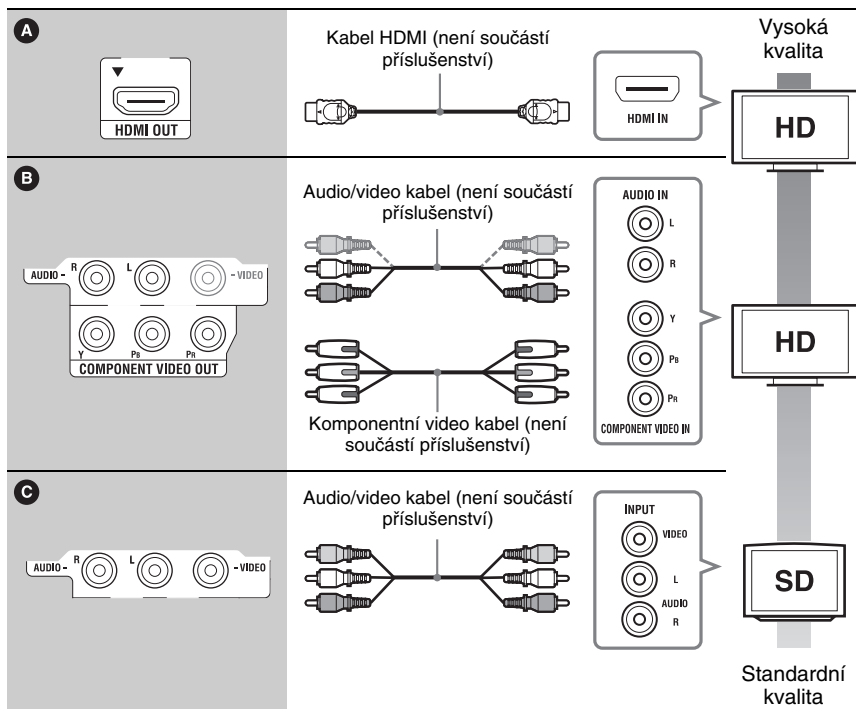 A
HDMI OUT
Kabel HDMI (není součástí
příslušenství)
HDMI IN
Vysoká
kvalita
HD
B
AUDIO - R L - VIDEO
Y PB PR
COMPONENT VIDEO OUT
Audio/video kabel (není součástí
příslušenství)
Komponentní video kabel (není
součástí příslušenství)
AUDIO IN
L
R
Y
PB
PR
COMPONENT VIDEO IN
HD
C
AUDIO - R L - VIDEO
Audio/video kabel (není součástí
příslušenství)
INPUT
VIDEO
L
AUDIO
R
SD
Standardní
kvalita